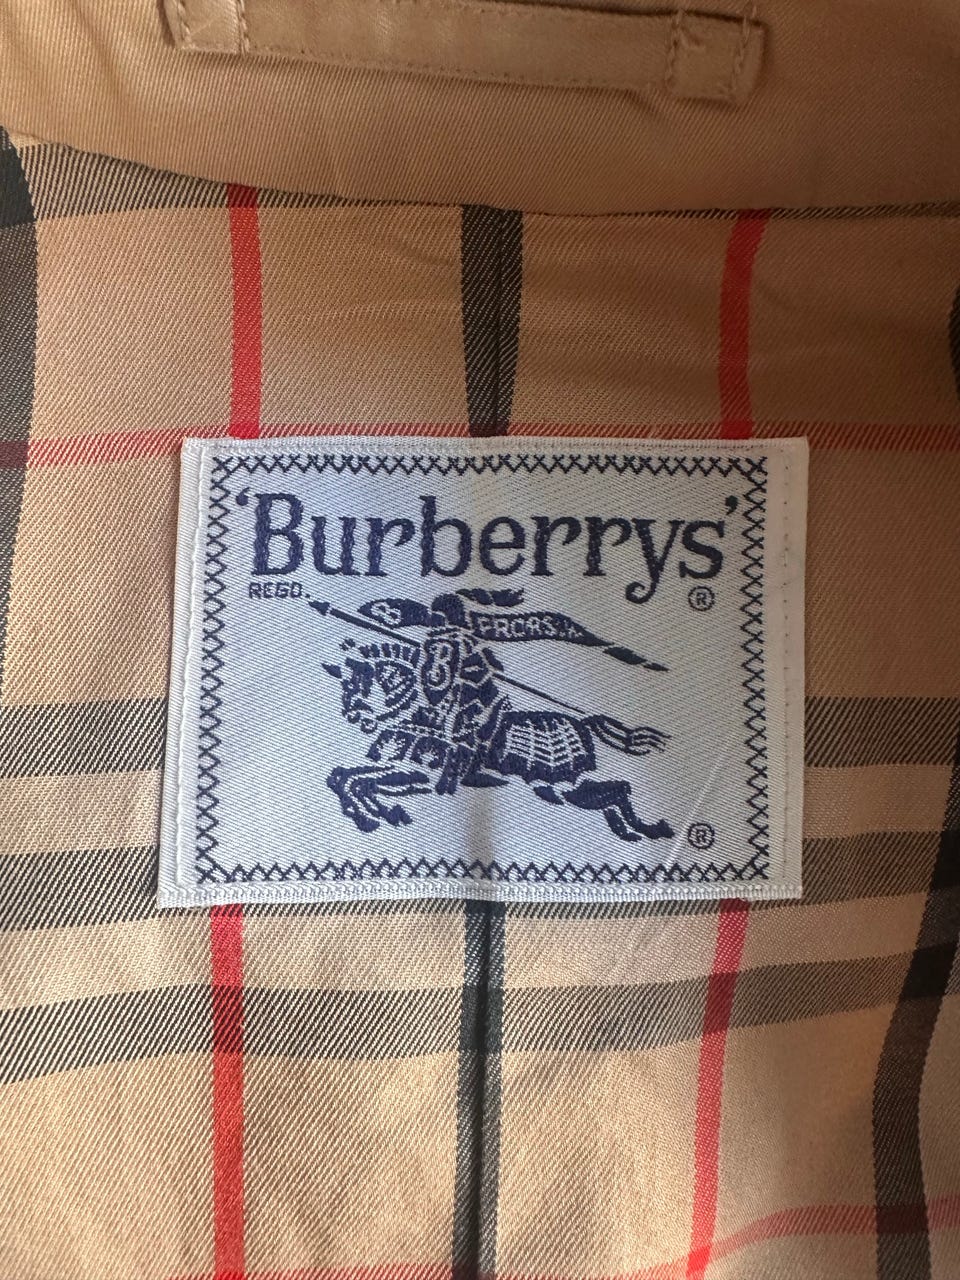 'Burberrys'
REGD.
®
PRORSUM
B
®